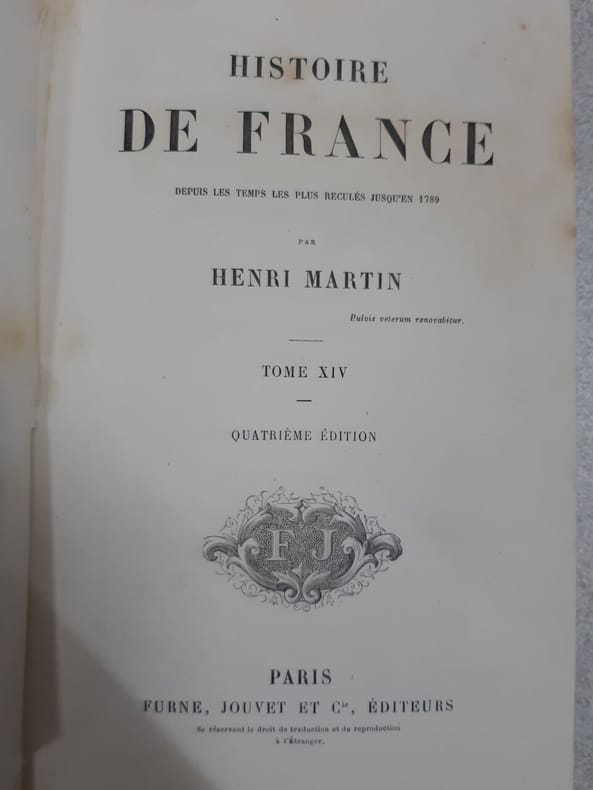 HISTOIRE
DE FRANCE
DEPUIS LES TEMPS LES PLUS RECULÉS JUSQU'EN 1789
PAR
HENRI MARTIN
Pulvis veterum renovabitur.
TOME XIV
QUATRIÈME ÉDITION
F J
PARIS
FURNE, JOUVET ET Cie, ÉDITEURS
Se réservent le droit de traduction et de reproduction
à l'Étranger.